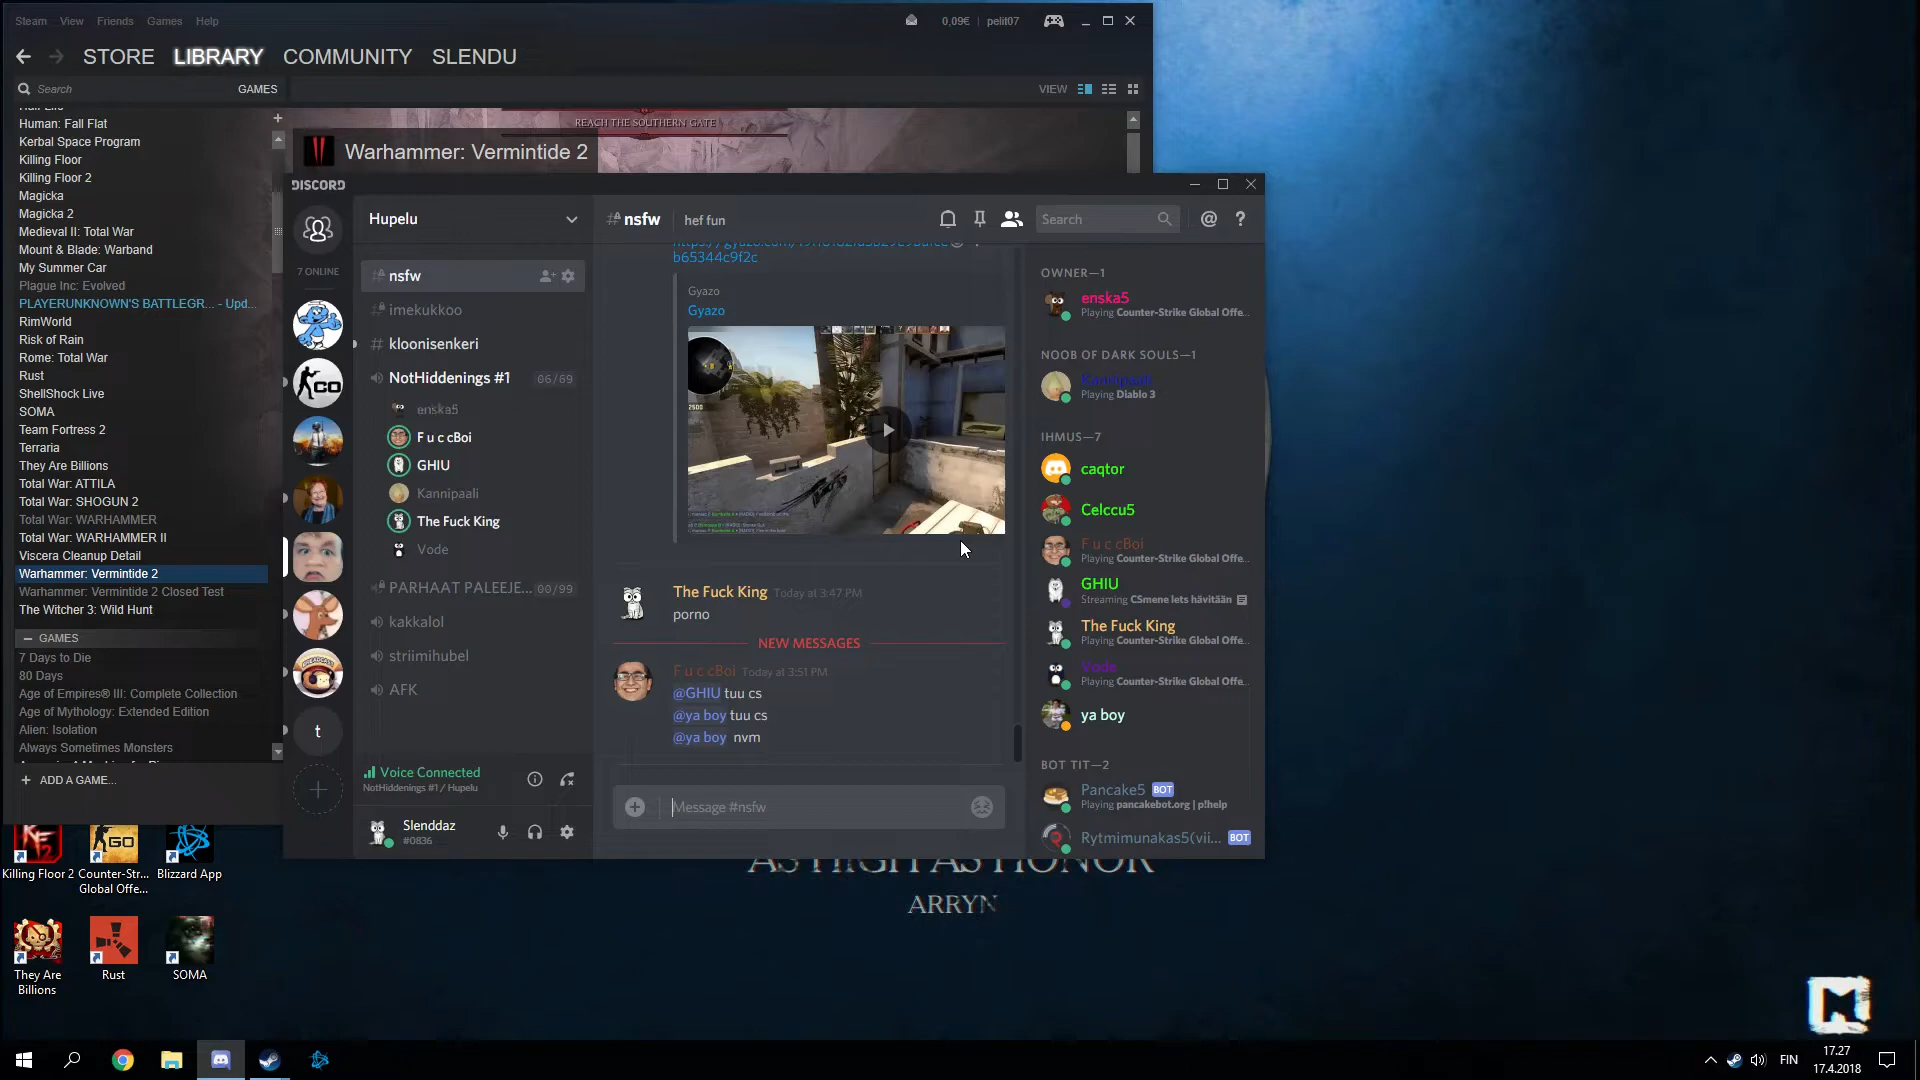 Steam View Friends Games Help
0,09€ pelit07
STORE LIBRARY COMMUNITY SLENDU
Search GAMES
VIEW
Human: Fall Flat
Kerbal Space Program
Killing Floor
Killing Floor 2
Magicka
Magicka 2
Medieval II: Total War
Mount & Blade: Warband
My Summer Car
Plague Inc: Evolved
PLAYERUNKNOWN'S BATTLEGR... - Upd...
RimWorld
Risk of Rain
Rome: Total War
Rust
ShellShock Live
SOMA
Team Fortress 2
Terraria
They Are Billions
Total War: ATTILA
Total War: SHOGUN 2
Total War: WARHAMMER
Total War: WARHAMMER II
Viscera Cleanup Detail
Warhammer: Vermintide 2
Warhammer: Vermintide 2 Closed Test
The Witcher 3: Wild Hunt
GAMES
7 Days to Die
80 Days
Age of Empires® III: Complete Collection
Age of Mythology: Extended Edition
Alien: Isolation
Always Sometimes Monsters
ADD A GAME...
REACH THE SOUTHERN GATE
Warhammer: Vermintide 2
DISCORD
7 ONLINE
GO
t
Hupelu
nsfw
imekukkoo
kloonisenkeri
NotHiddenings #1 06/69
enska5
F u c cBoi
GHIU
Kannipaali
The Fuck King
Vode
PARHAAT PALEEJE... 00/99
kakkalol
striimihubel
AFK
Voice Connected
NotHiddenings #1 / Hupelu
Slenddaz
#0836
nsfw hef fun
Search
b65344c9f2c
Gyazo
Gyazo
2500
The Fuck King Today at 3:47 PM
porno
NEW MESSAGES
F u c cBoi Today at 3:51 PM
@GHIU tuu cs
@ya boy tuu cs
@ya boy nvm
Message #nsfw
OWNER—1
enska5
Playing Counter-Strike Global Offe...
NOOB OF DARK SOULS—1
Kannipaali
Playing Diablo 3
IHMUS—7
caqtor
Celccu5
F u c cBoi
Playing Counter-Strike Global Offe...
GHIU
Streaming CSmene lets hävitään
The Fuck King
Playing Counter-Strike Global Offe...
Vode
Playing Counter-Strike Global Offe...
ya boy
BOT TIT—2
Pancake5 BOT
Playing pancakebot.org | p!help
Rytmimunakas5(vii... BOT
AS HIGH AS HONOR
ARRYN
Killing Floor 2
Counter-Str...
Global Offe...
Blizzard App
They Are
Billions
Rust
SOMA
FIN
17.27
17.4.2018